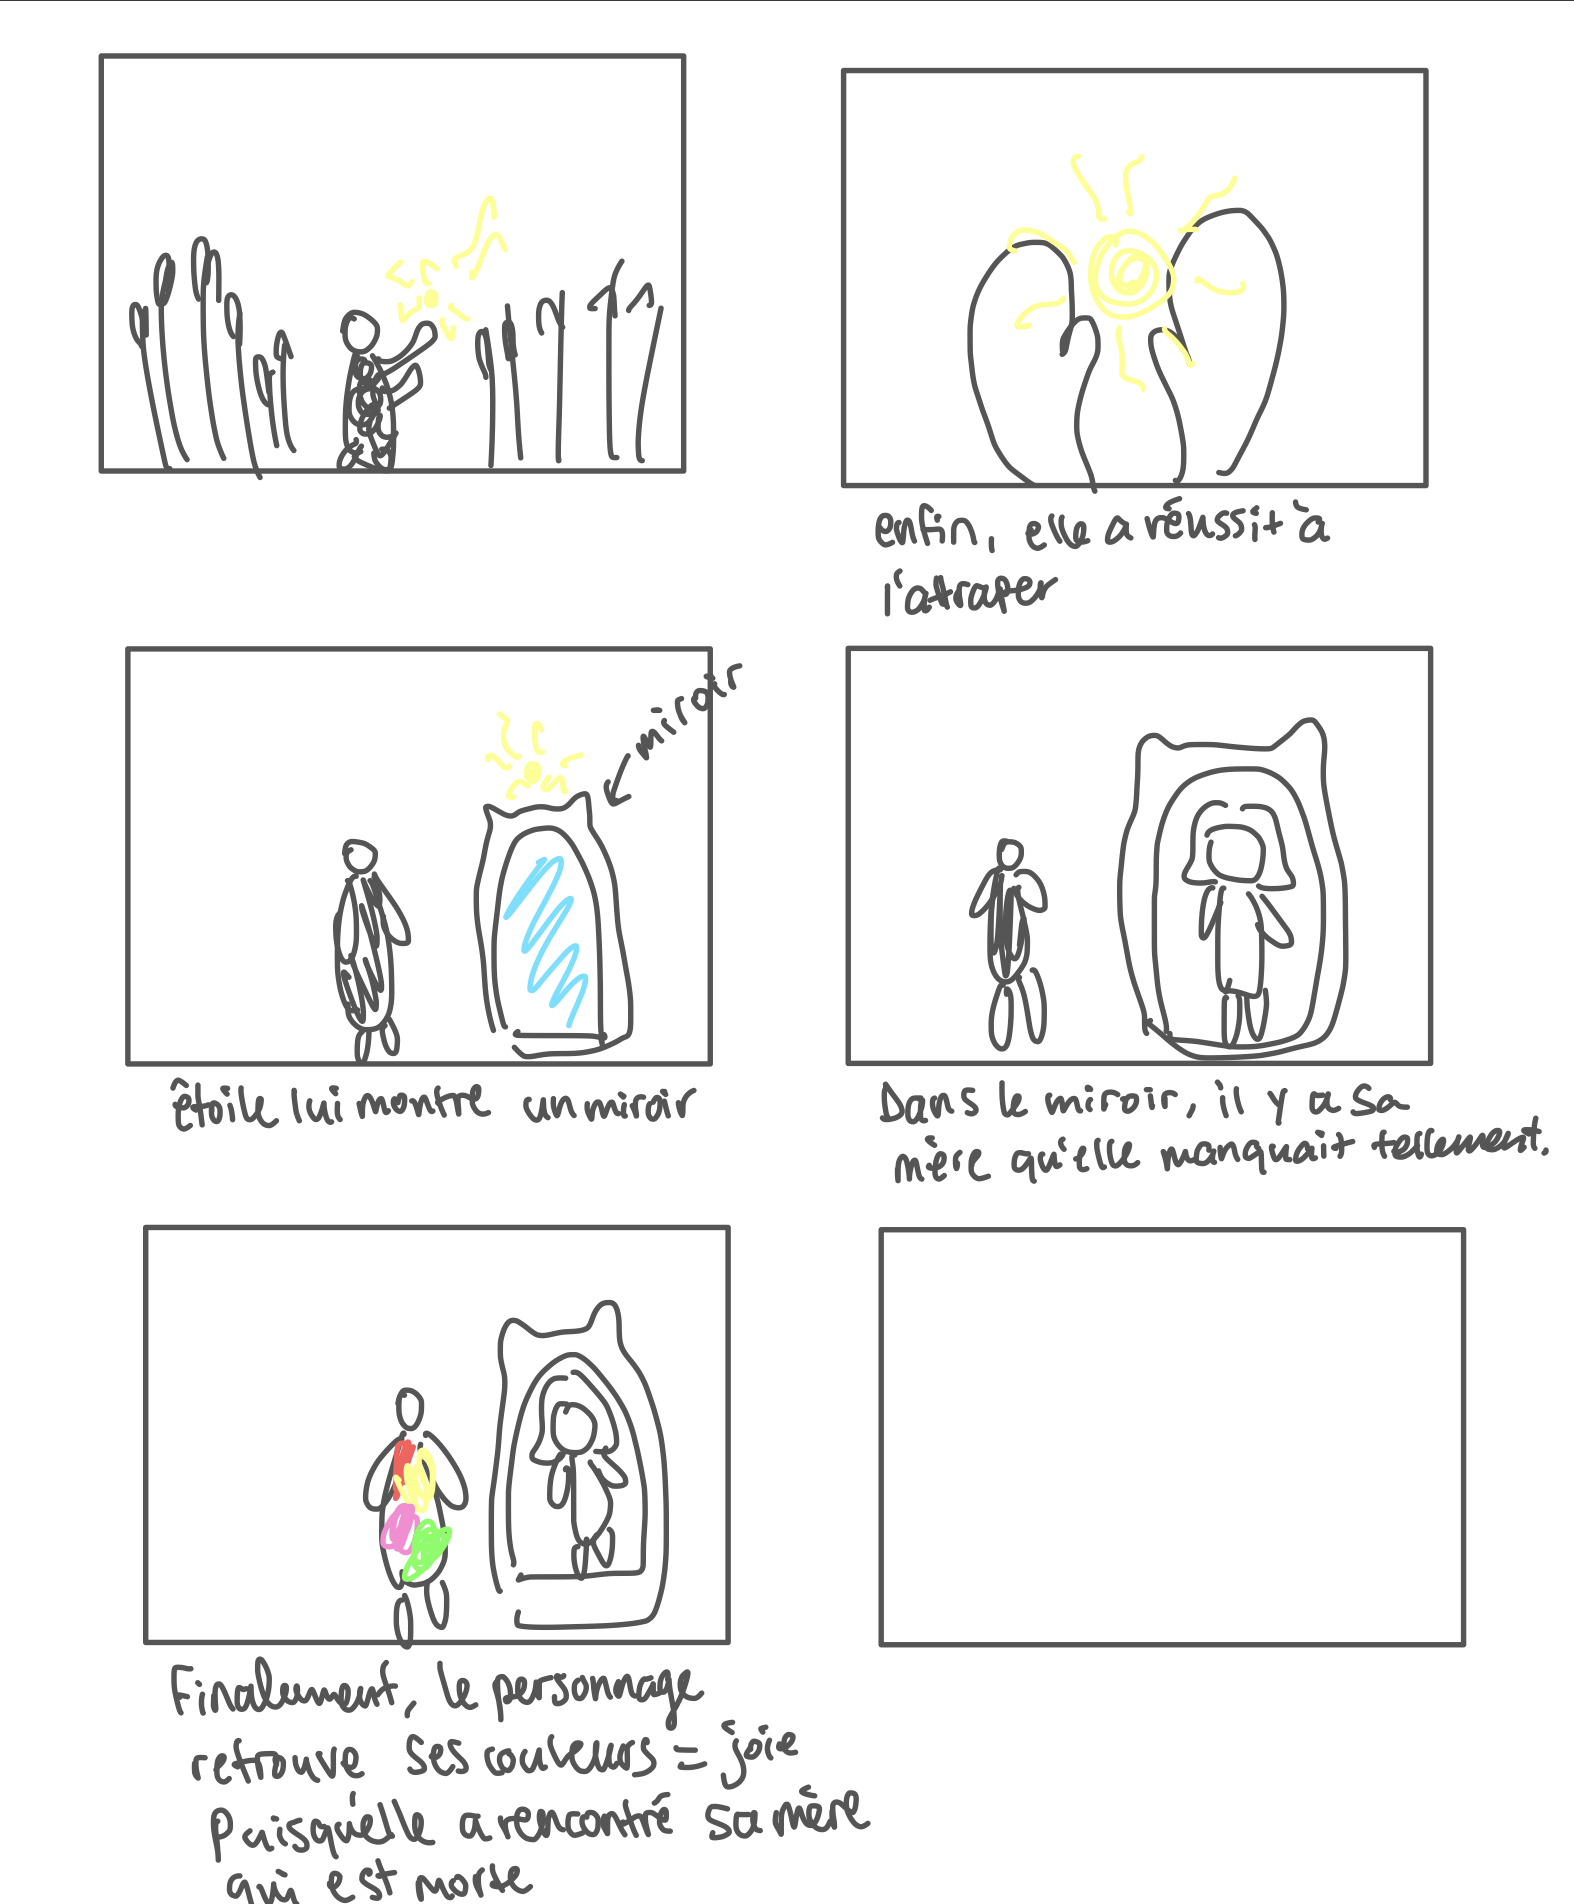 enfin, elle a réussit à
l'atraper
miroir
étoile lui montre un miroir
Dans le miroir, il y a sa
mère qu'elle manquait tellement.
Finalement, le personnage
retrouve ses couleurs = joie
puisqu'elle a rencontré sa mère
qui est morte